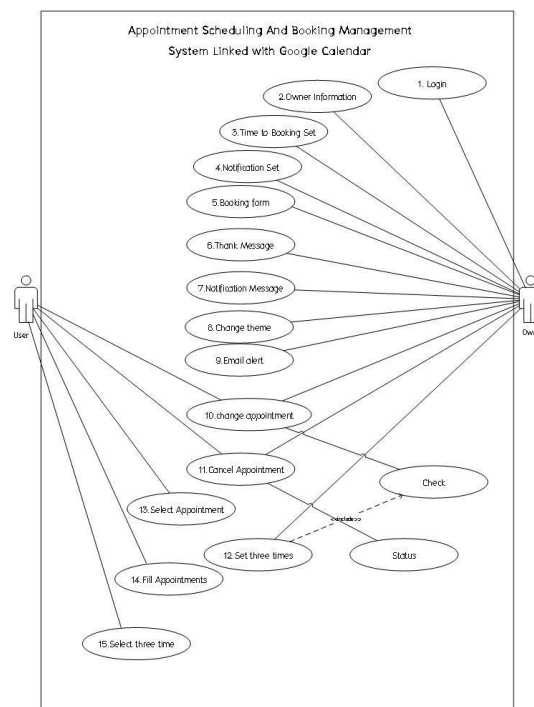 Appointment Scheduling And Booking Management
System Linked with Google Calendar
1. Login
2.Owner Information
3.Time to Booking Set
4.Notification Set
5.Booking form
6.Thank Message
7.Notification Message
8.Change theme
9.Email alert
User
Ow
10.change appointment
11.Cancel Appointment
Check
13.Select Appointment
<<include>>
12.Set three times
Status
14.Fill Appointments
15.Select three time